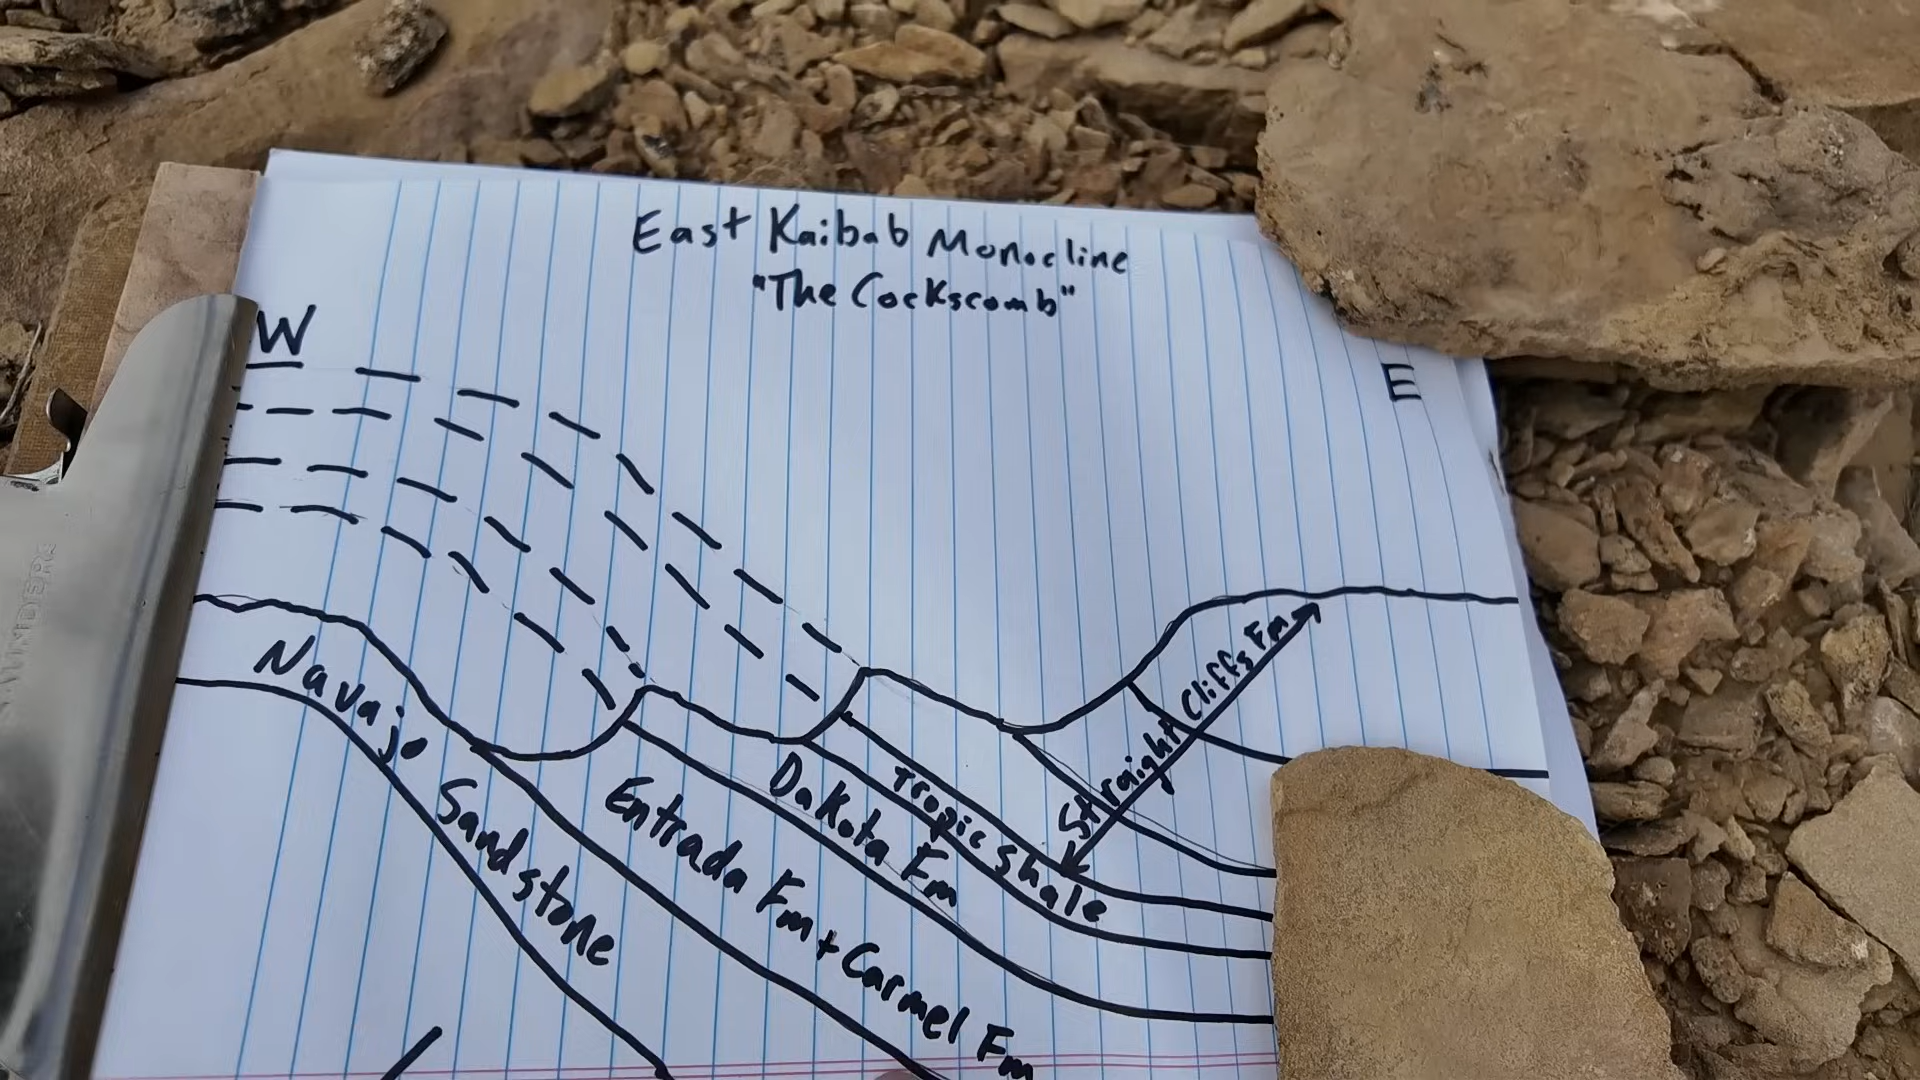 East Kaibab Monocline
"The Cockscomb"
W
E
Straight Cliffs Fm
Navajo Sandstone
Entrada Fm + Carmel Fm
Dakota Fm
Tropic Shale